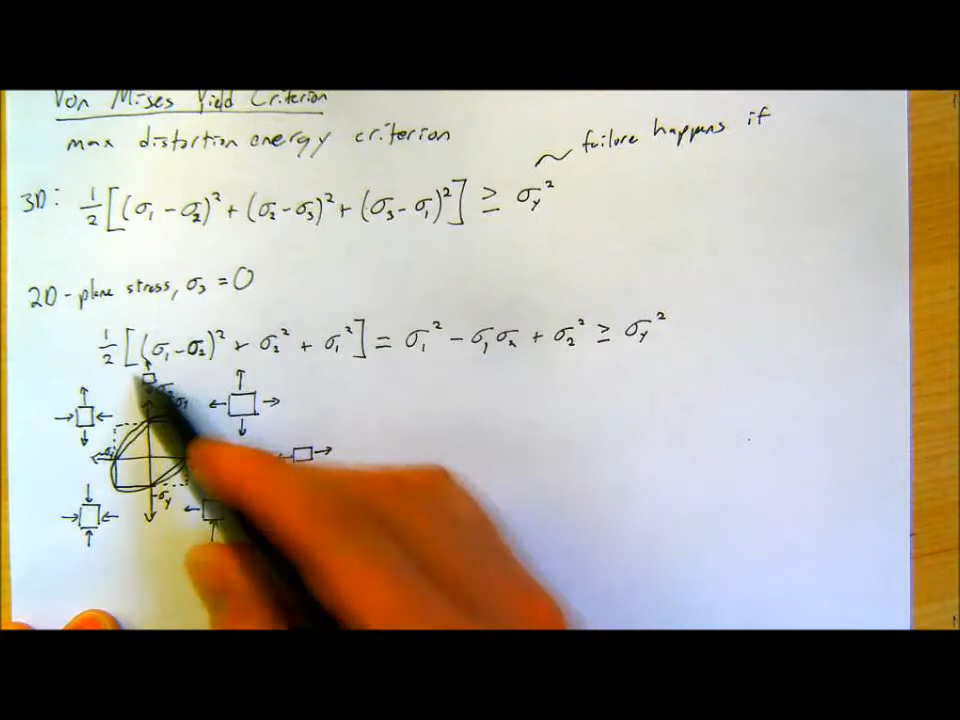 Von Mises Yield Criterion
max distortion energy criterion
~ failure happens if
3D: 1/2 [(σ₁ - σ₂)² + (σ₂ - σ₃)² + (σ₃ - σ₁)²] ≥ σy²
2D - plane stress, σ₃ = 0
1/2 [(σ₁ - σ₂)² + σ₂² + σ₁²] = σ₁² - σ₁σ₂ + σ₂² ≥ σy²
σ₂
σy
-σy